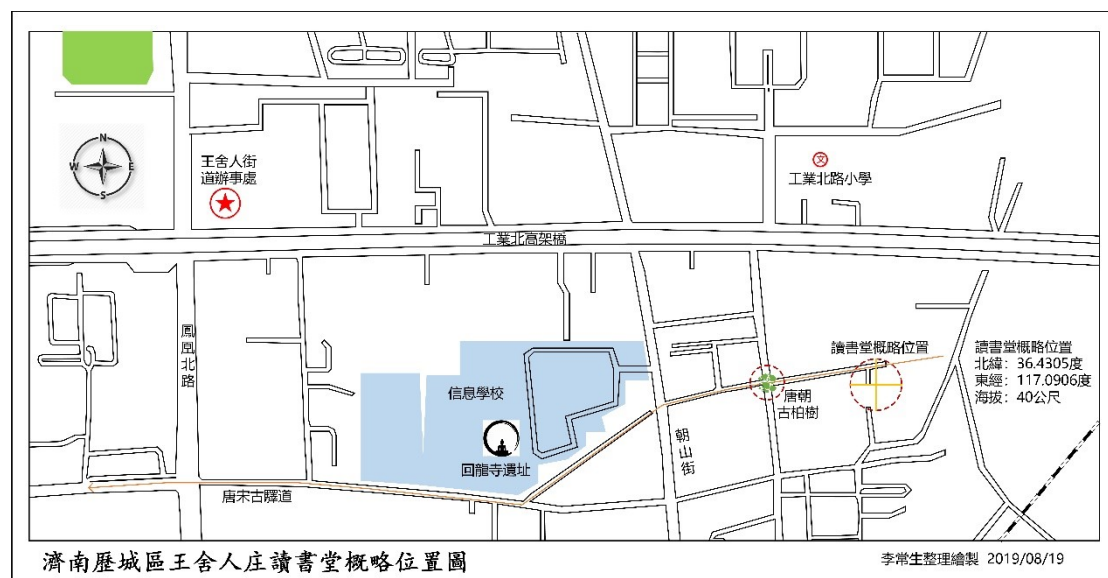 N
W
E
S
王舍人街
道辦事處
文
工業北路小學
工業北高架橋
鳳凰北路
讀書堂概略位置
讀書堂概略位置
北緯：36.4305度
東經：117.0906度
海拔：40公尺
信息學校
唐朝
古柏樹
朝山街
回龍寺遺址
唐宋古驛道
濟南歷城區王舍人庄讀書堂概略位置圖
李常生整理繪製 2019/08/19